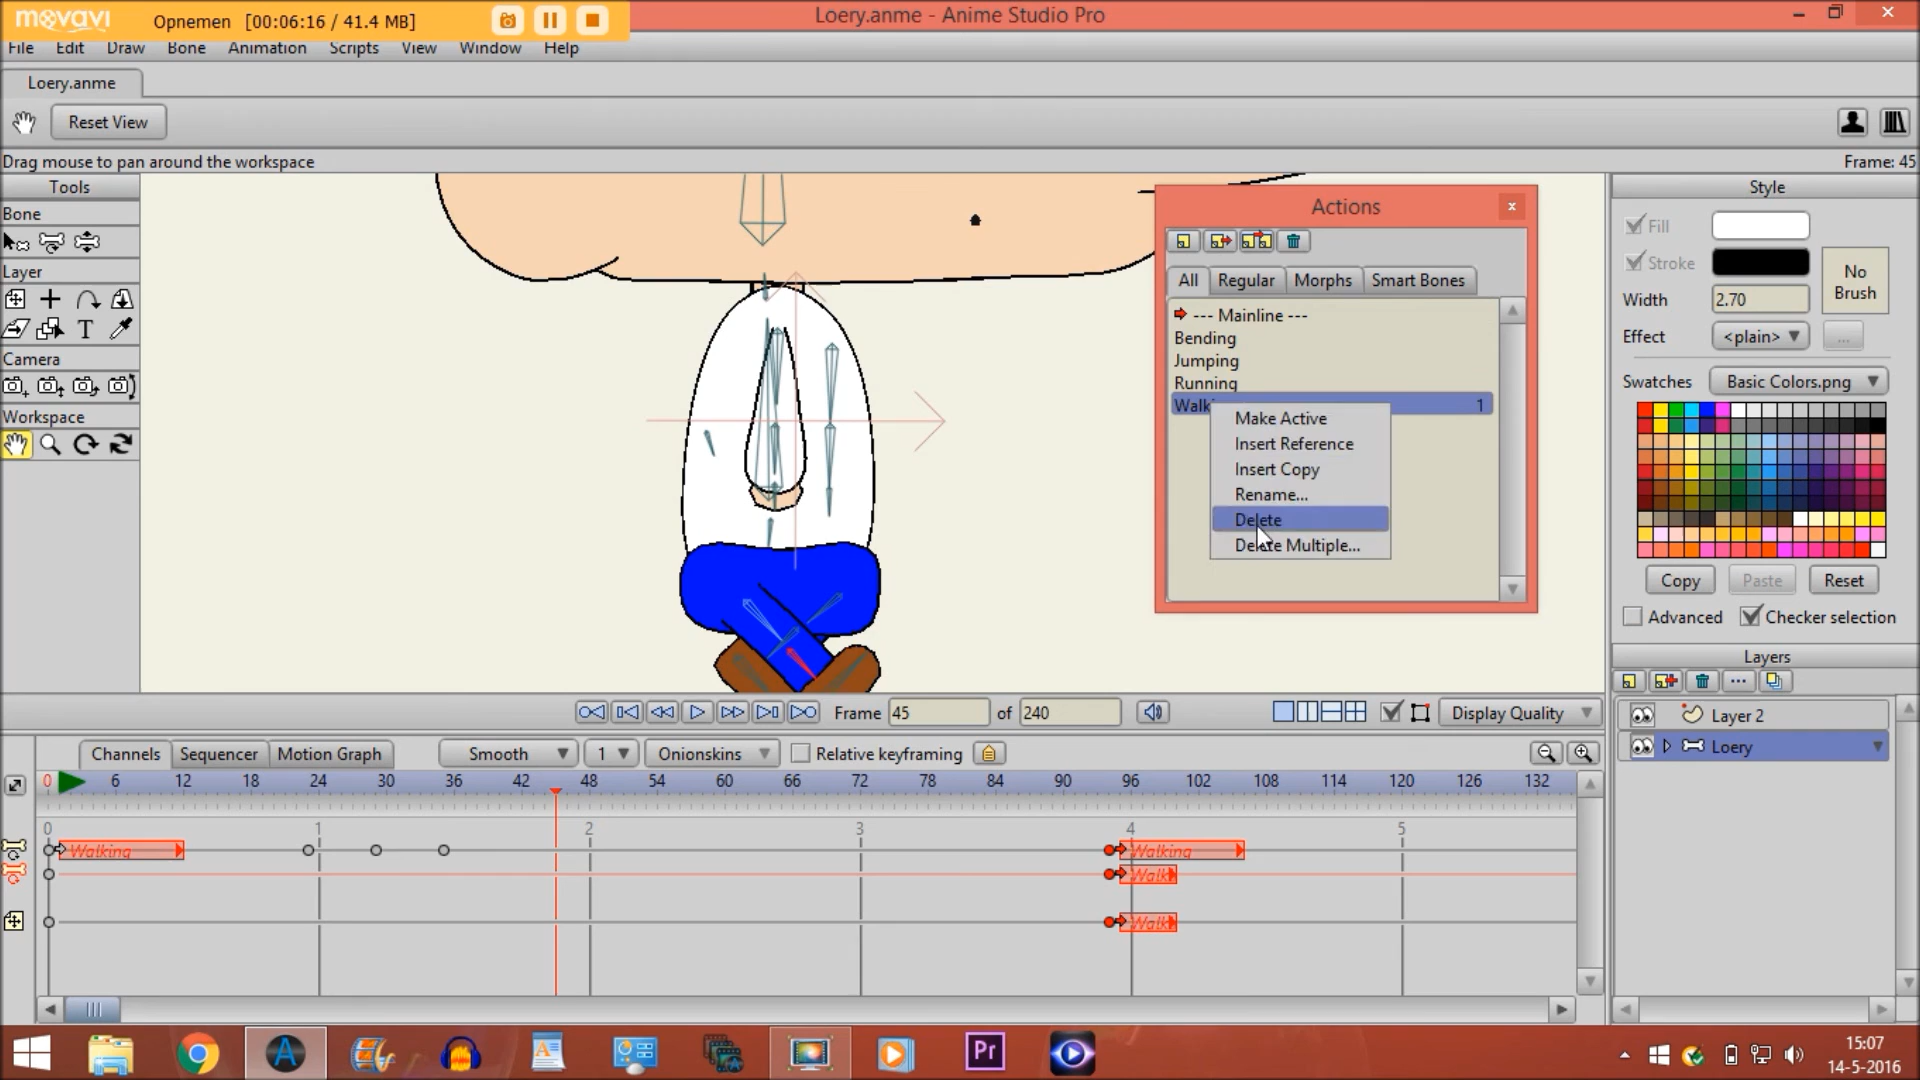 movavi
Opnemen [00:06:16 / 41.4 MB]
Loery.anme - Anime Studio Pro
File Edit Draw Bone Animation Scripts View Window Help
Loery.anme
Reset View
Drag mouse to pan around the workspace
Frame: 45
Tools
Bone
Layer
T
Camera
Workspace
Actions
All Regular Morphs Smart Bones
--- Mainline ---
Bending
Jumping
Running
Walk 1
Make Active
Insert Reference
Insert Copy
Rename...
Delete
Delete Multiple...
Style
Fill
Stroke
No Brush
Width 2.70
Effect <plain> ...
Swatches Basic Colors.png
Copy Paste Reset
Advanced Checker selection
Layers
Layer 2
Loery
Frame 45 of 240
Display Quality
Channels Sequencer Motion Graph Smooth 1 Onionskins Relative keyframing
0 6 12 18 24 30 36 42 48 54 60 66 72 78 84 90 96 102 108 114 120 126 132
0 1 2 3 4 5
Walking Walking
Walk
Walk
Pr
15:07
14-5-2016